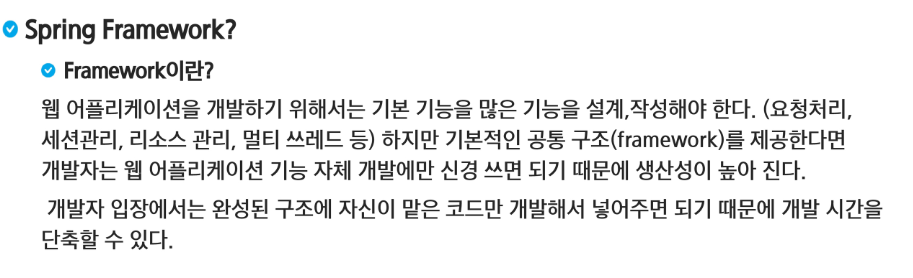 Spring Framework?
Framework이란?
웹 어플리케이션을 개발하기 위해서는 기본 기능을 많은 기능을 설계,작성해야 한다. (요청처리,
세션관리, 리소스 관리, 멀티 쓰레드 등) 하지만 기본적인 공통 구조(framework)를 제공한다면
개발자는 웹 어플리케이션 기능 자체 개발에만 신경 쓰면 되기 때문에 생산성이 높아 진다.
개발자 입장에서는 완성된 구조에 자신이 맡은 코드만 개발해서 넣어주면 되기 때문에 개발 시간을
단축할 수 있다.